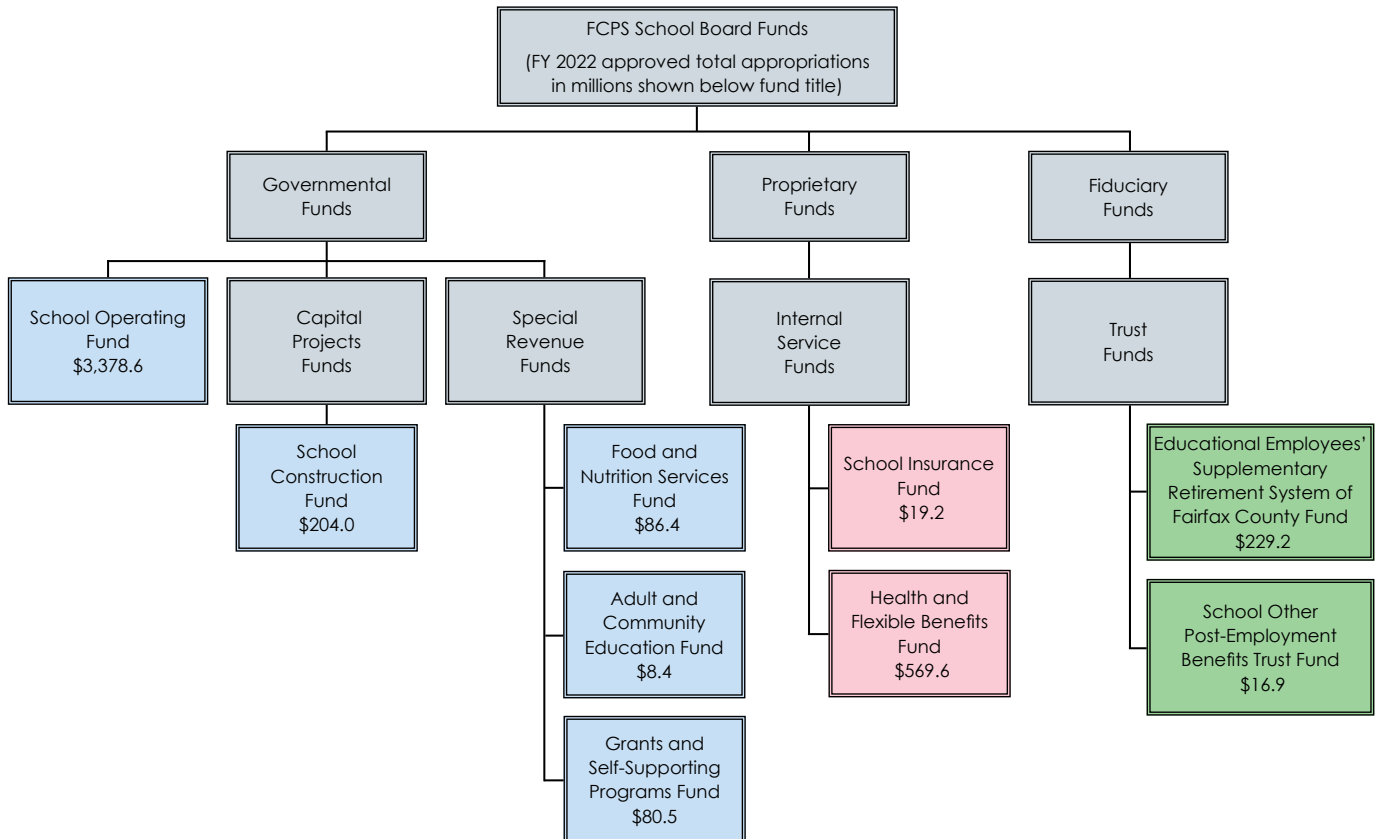 FCPS School Board Funds
(FY 2022 approved total appropriations
in millions shown below fund title)
Governmental
Funds
Proprietary
Funds
Fiduciary
Funds
School Operating
Fund
$3,378.6
Capital
Projects
Funds
Special
Revenue
Funds
Internal
Service
Funds
Trust
Funds
School
Construction
Fund
$204.0
Food and
Nutrition Services
Fund
$86.4
School Insurance
Fund
$19.2
Educational Employees’
Supplementary
Retirement System of
Fairfax County Fund
$229.2
Adult and
Community
Education Fund
$8.4
Health and
Flexible Benefits
Fund
$569.6
School Other
Post-Employment
Benefits Trust Fund
$16.9
Grants and
Self-Supporting
Programs Fund
$80.5